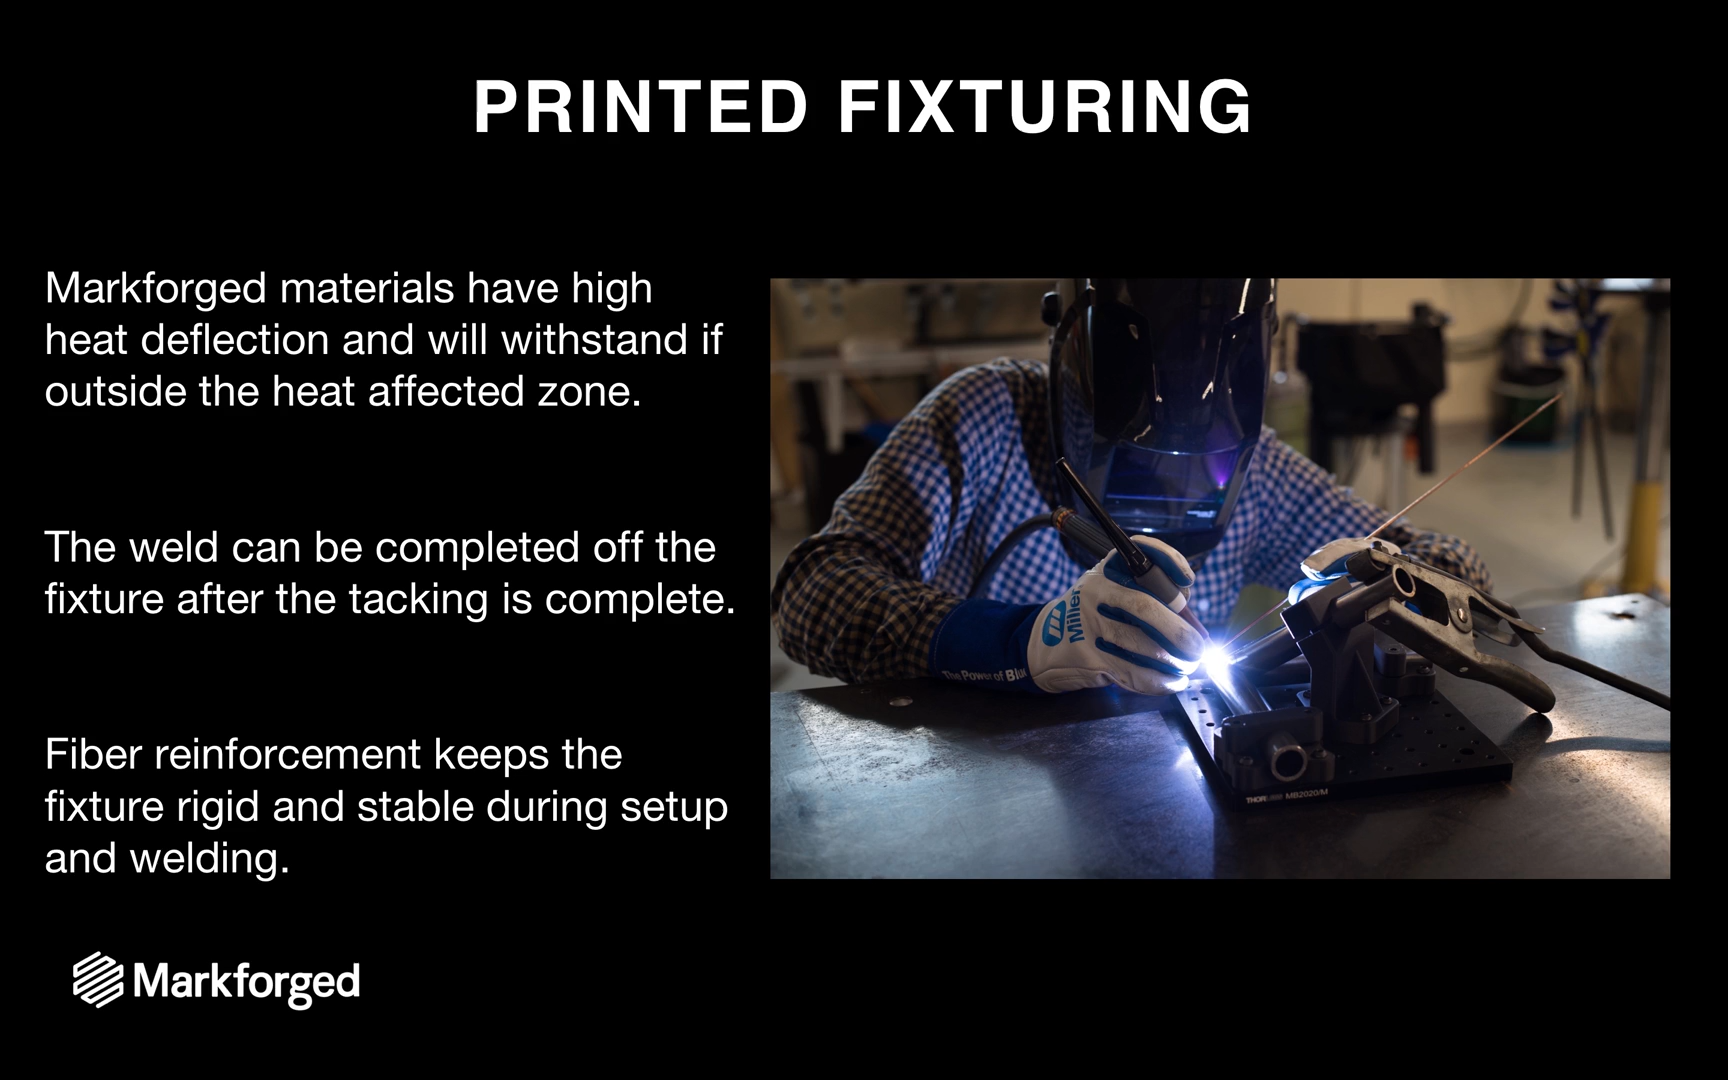 PRINTED FIXTURING
Markforged materials have high
heat deflection and will withstand if
outside the heat affected zone.
The weld can be completed off the
fixture after the tacking is complete.
Fiber reinforcement keeps the
fixture rigid and stable during setup
and welding.
Miller
The Power of Blue
THOR
MB2020/M
Markforged